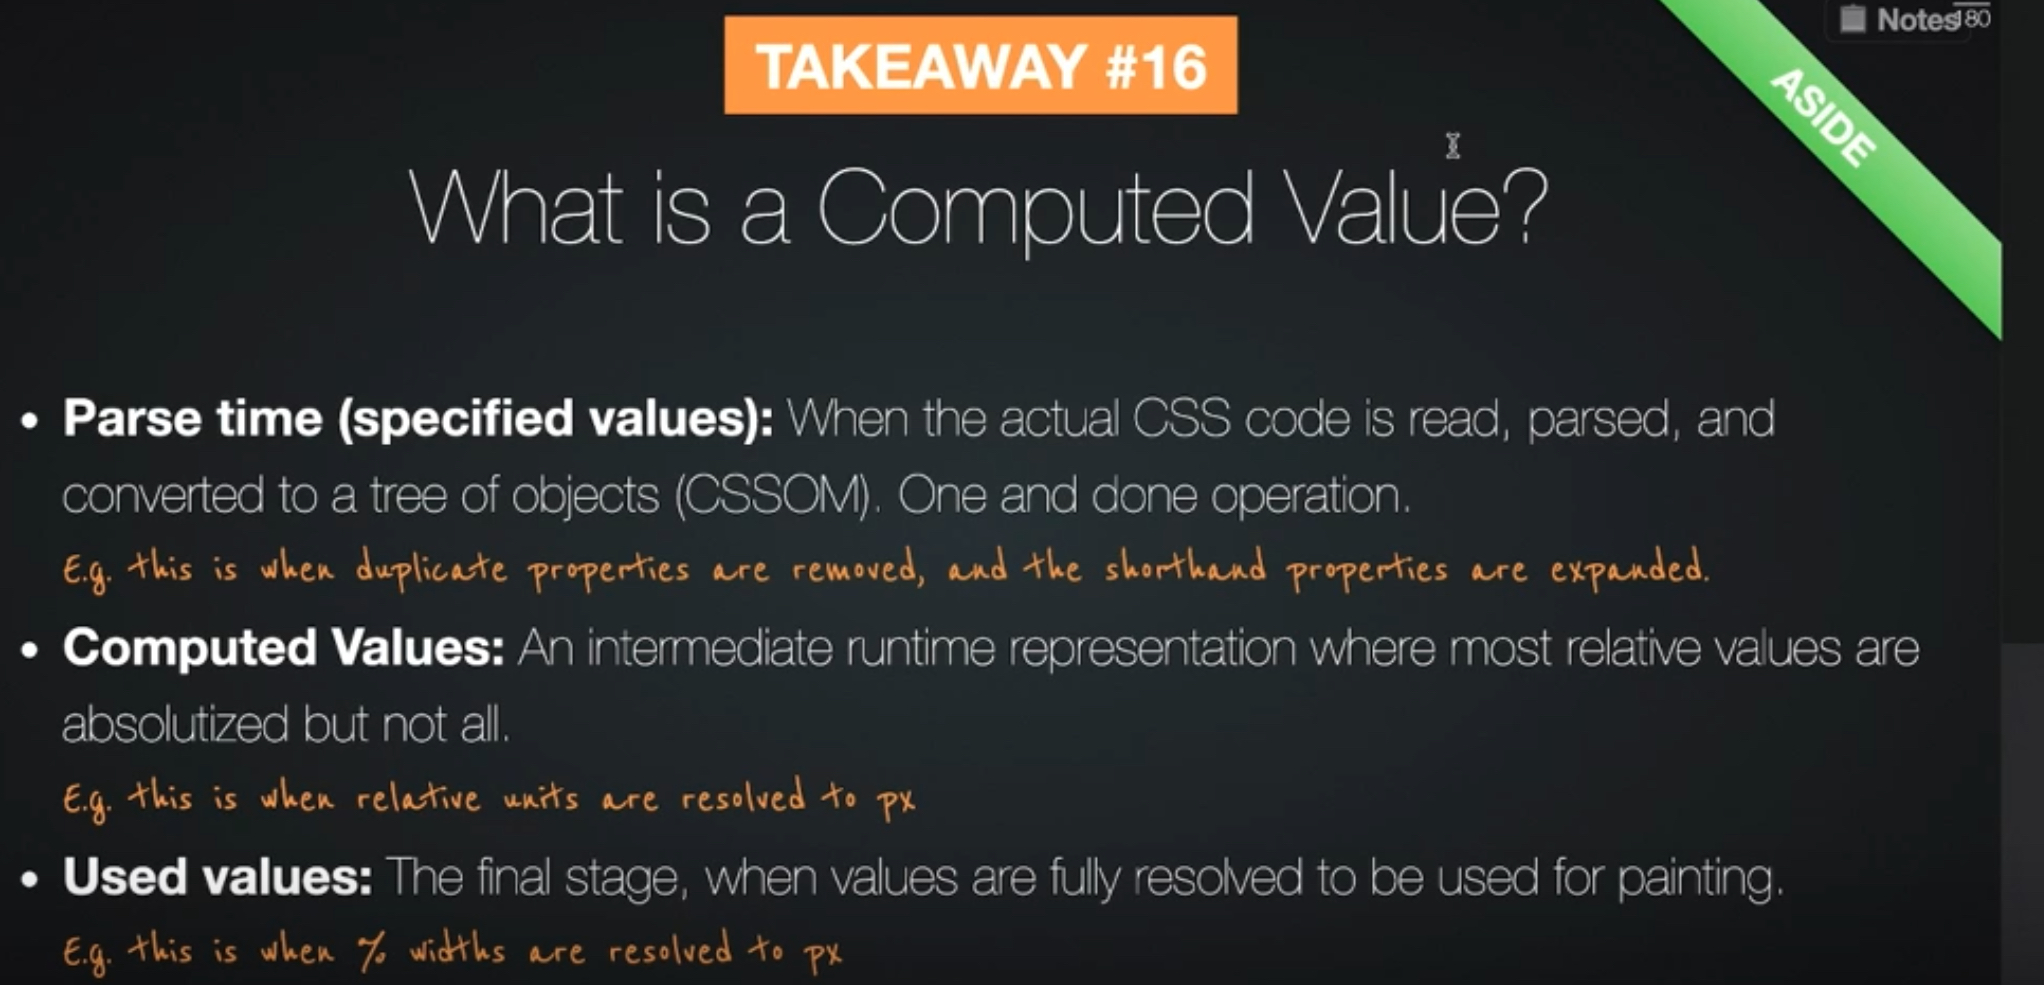 Notes 180
TAKEAWAY #16
ASIDE
What is a Computed Value?
• Parse time (specified values): When the actual CSS code is read, parsed, and
converted to a tree of objects (CSSOM). One and done operation.
E.g. this is when duplicate properties are removed, and the shorthand properties are expanded.
• Computed Values: An intermediate runtime representation where most relative values are
absolutized but not all.
E.g. this is when relative units are resolved to px
• Used values: The final stage, when values are fully resolved to be used for painting.
E.g. this is when % widths are resolved to px